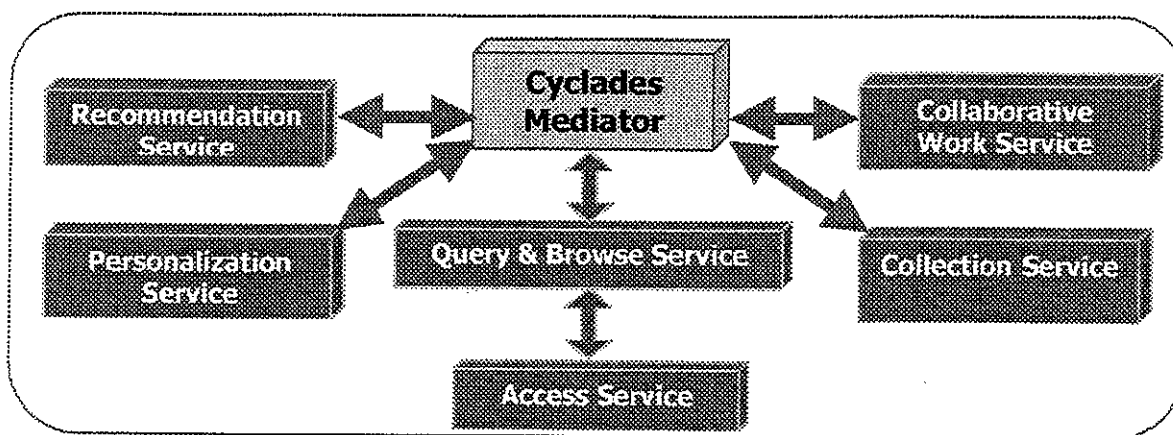 Cyclades
Mediator
Recommendation
Service
Collaborative
Work Service
Personalization
Service
Query & Browse Service
Collection Service
Access Service